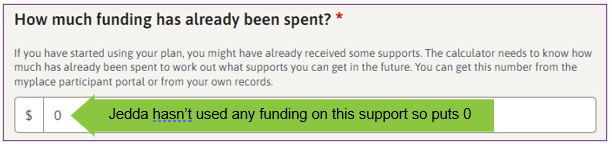 How much funding has already been spent? *
If you have started using your plan, you might have already received some supports. The calculator needs to know how
much has already been spent to work out what supports you can get in the future. You can get this number from the
myplace participant portal or from your own records.
$ 0 Jedda hasn't used any funding on this support so puts 0